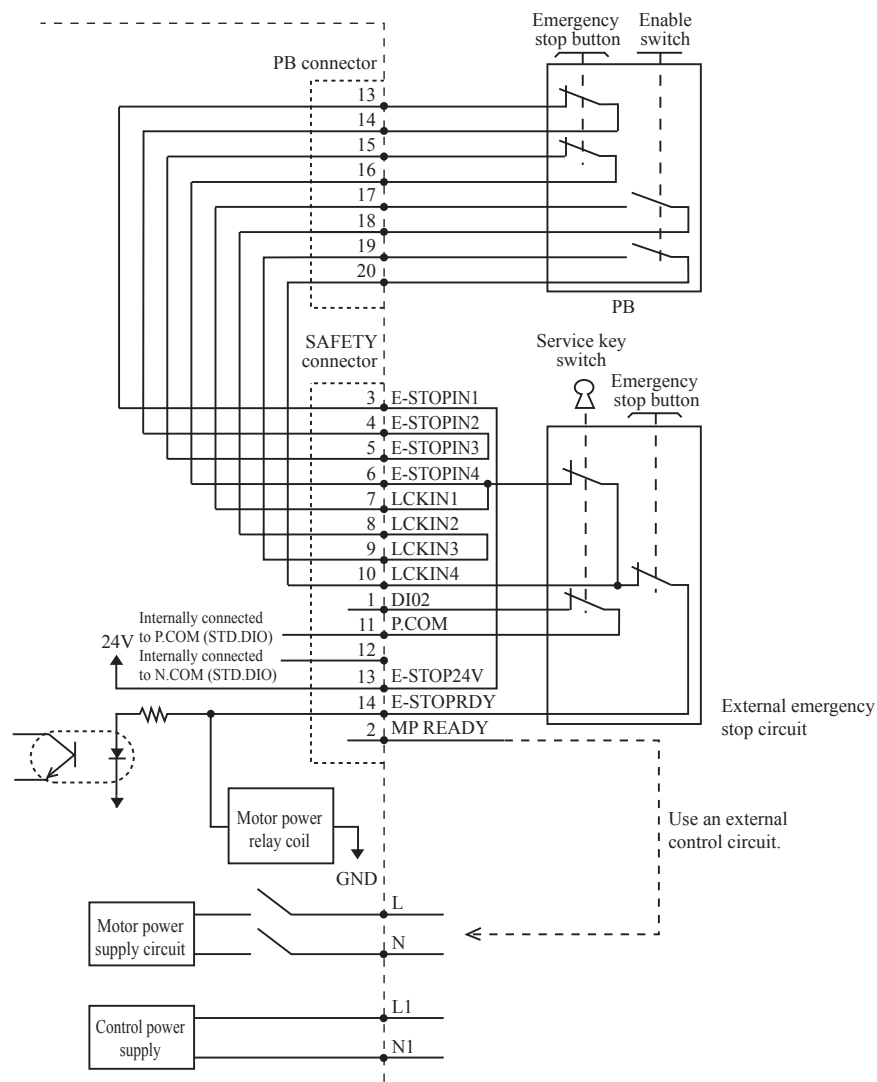 Emergency
stop button
Enable
switch
PB connector
13
14
15
16
17
18
19
20
PB
SAFETY
connector
Service key
switch
Emergency
stop button
3 E-STOPIN1
4 E-STOPIN2
5 E-STOPIN3
6 E-STOPIN4
7 LCKIN1
8 LCKIN2
9 LCKIN3
10 LCKIN4
1 DI02
Internally connected
to P.COM (STD.DIO)
11 P.COM
24V
Internally connected
to N.COM (STD.DIO)
12
13 E-STOP24V
14 E-STOPRDY
2 MP READY
External emergency
stop circuit
Motor power
relay coil
GND
Use an external
control circuit.
Motor power
supply circuit
L
N
Control power
supply
L1
N1